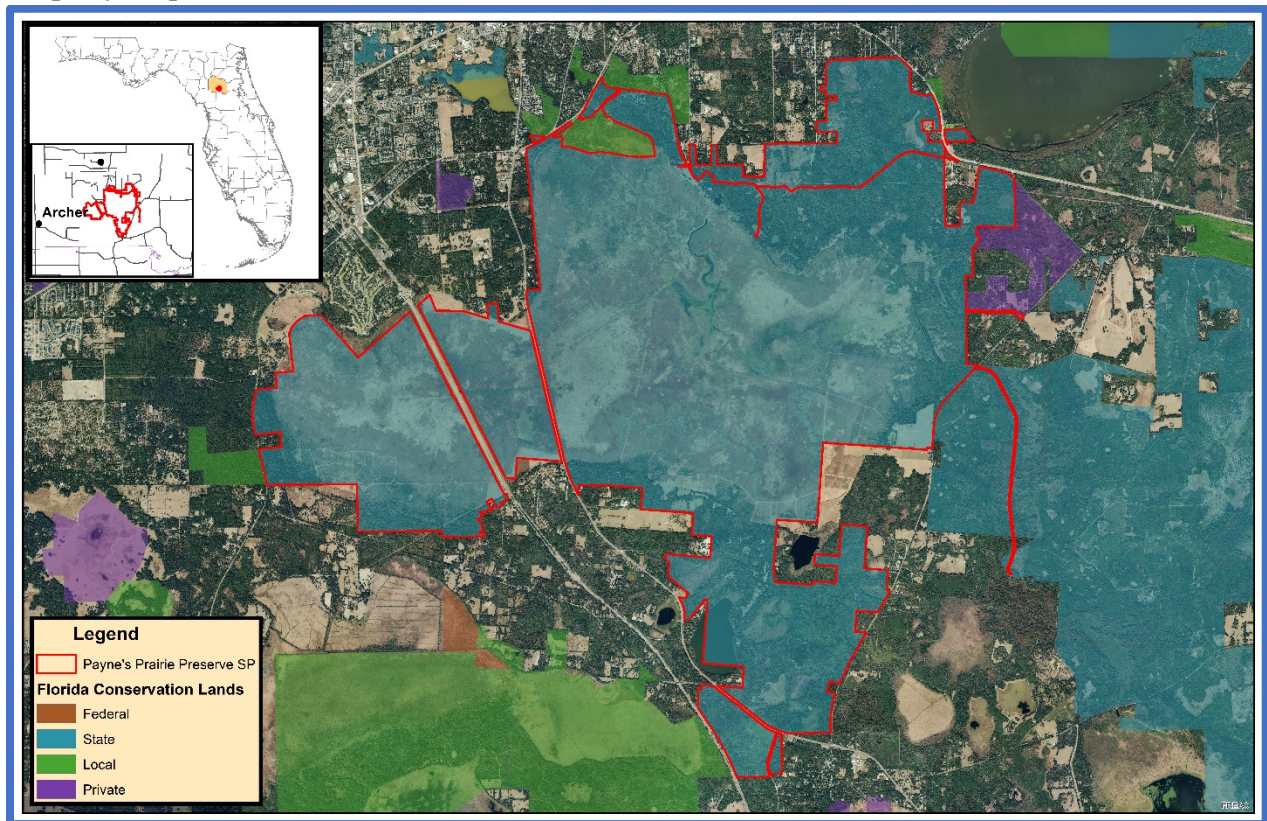 Archer
Legend
Payne's Prairie Preserve SP
Florida Conservation Lands
Federal
State
Local
Private